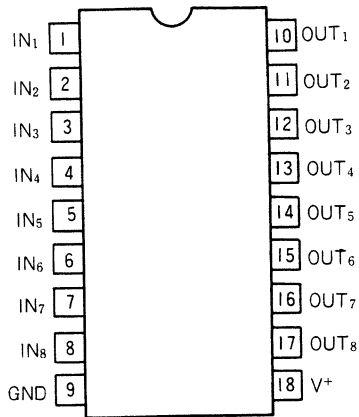 IN₁ 1 10 OUT₁
IN₂ 2 11 OUT₂
IN₃ 3 12 OUT₃
IN₄ 4 13 OUT₄
IN₅ 5 14 OUT₅
IN₆ 6 15 OUT₆
IN₇ 7 16 OUT₇
IN₈ 8 17 OUT₈
GND 9 18 V⁺